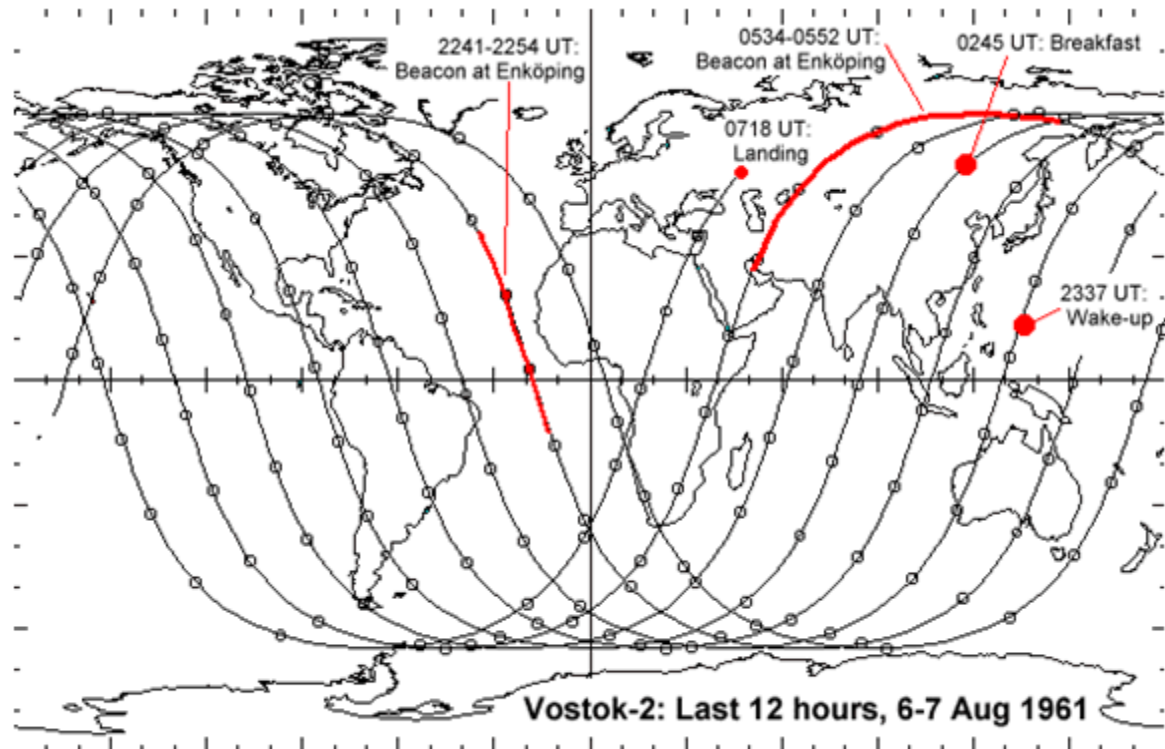 2241-2254 UT:
Beacon at Enköping
0534-0552 UT:
Beacon at Enköping
0245 UT: Breakfast
0718 UT:
Landing
2337 UT:
Wake-up
Vostok-2: Last 12 hours, 6-7 Aug 1961